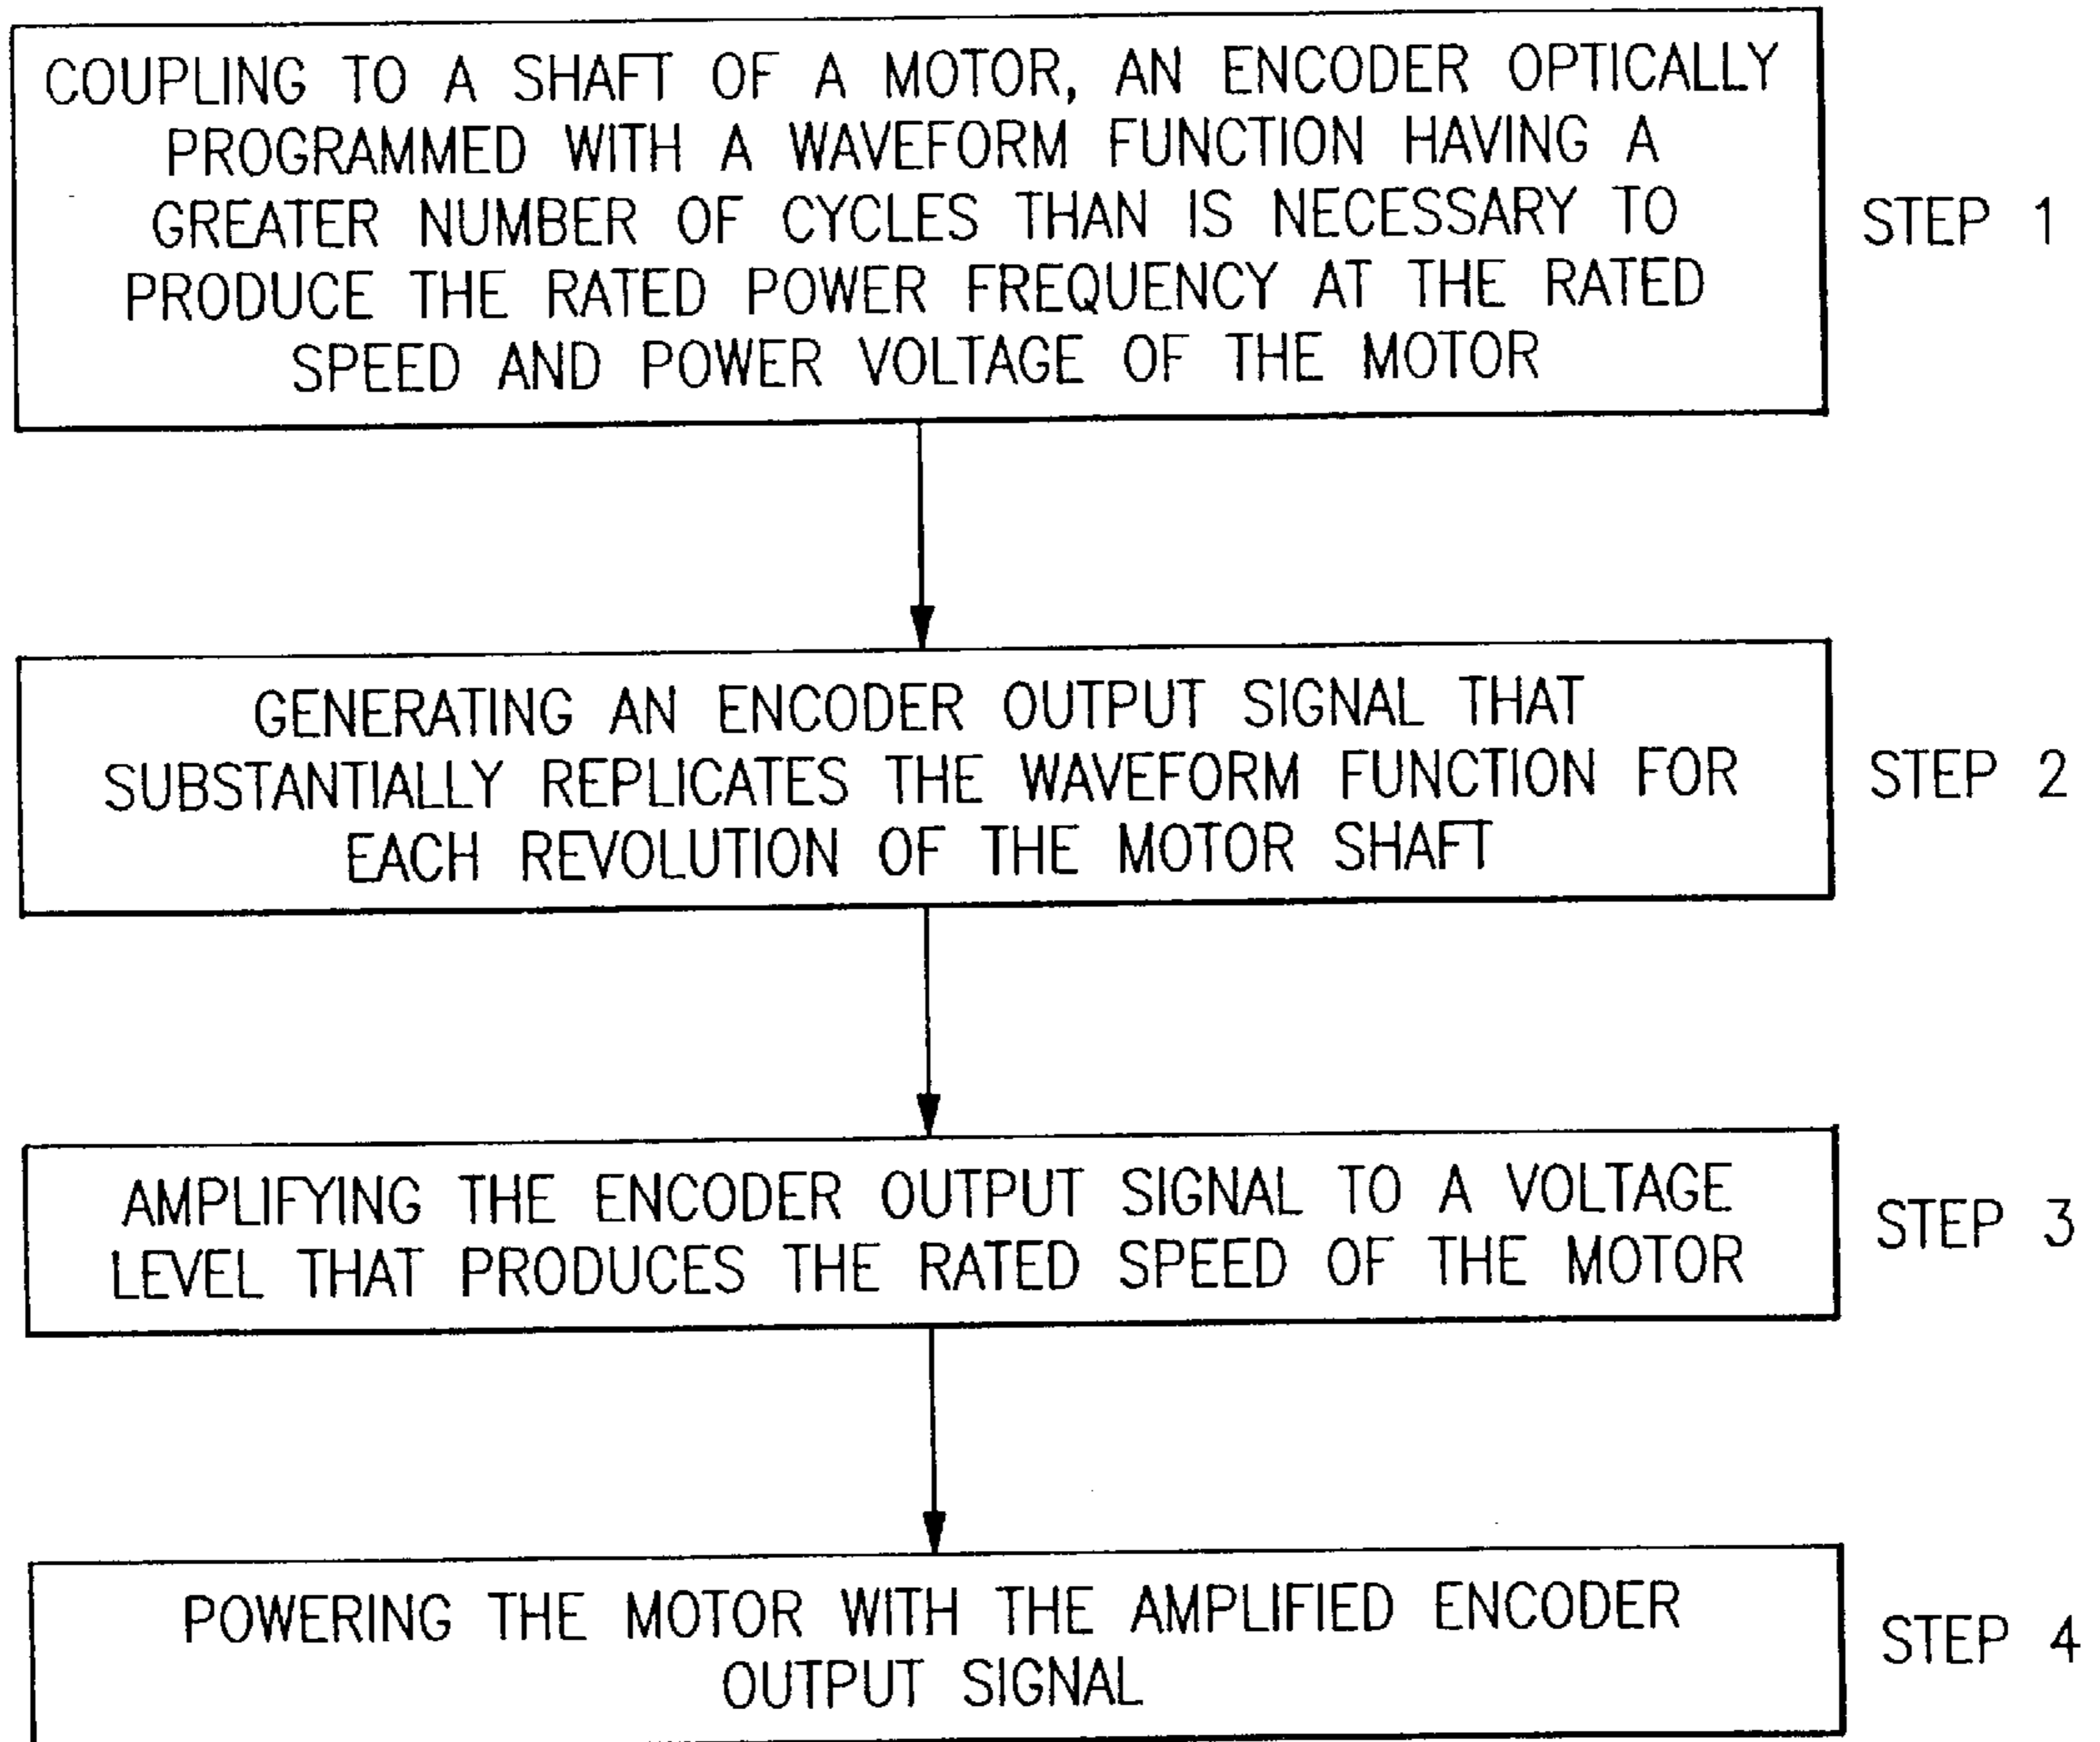 COUPLING TO A SHAFT OF A MOTOR, AN ENCODER OPTICALLY
PROGRAMMED WITH A WAVEFORM FUNCTION HAVING A
GREATER NUMBER OF CYCLES THAN IS NECESSARY TO
PRODUCE THE RATED POWER FREQUENCY AT THE RATED
SPEED AND POWER VOLTAGE OF THE MOTOR
STEP 1
GENERATING AN ENCODER OUTPUT SIGNAL THAT
SUBSTANTIALLY REPLICATES THE WAVEFORM FUNCTION FOR
EACH REVOLUTION OF THE MOTOR SHAFT
STEP 2
AMPLIFYING THE ENCODER OUTPUT SIGNAL TO A VOLTAGE
LEVEL THAT PRODUCES THE RATED SPEED OF THE MOTOR
STEP 3
POWERING THE MOTOR WITH THE AMPLIFIED ENCODER
OUTPUT SIGNAL
STEP 4